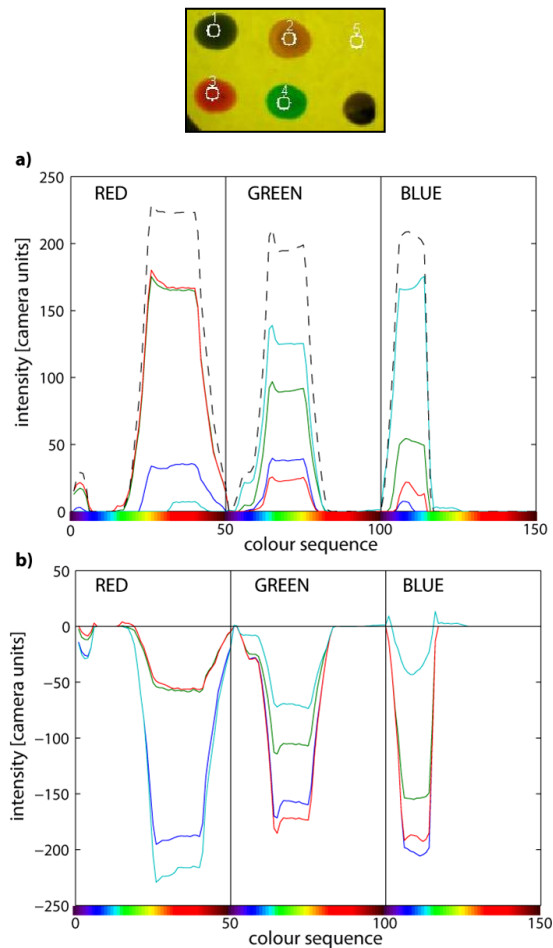 1 2 5
3 4
a)
RED GREEN BLUE
250
200
150
100
50
0
0 50 100 150
intensity [camera units]
colour sequence
b)
RED GREEN BLUE
50
0
−50
−100
−150
−200
−250
0 50 100 150
intensity [camera units]
colour sequence